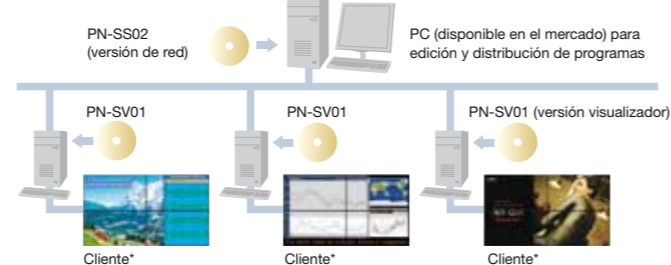 PN-SS02
(versión de red)
PC (disponible en el mercado) para
edición y distribución de programas
PN-SV01
PN-SV01
PN-SV01 (versión visualizador)
Cliente*
Cliente*
Cliente*